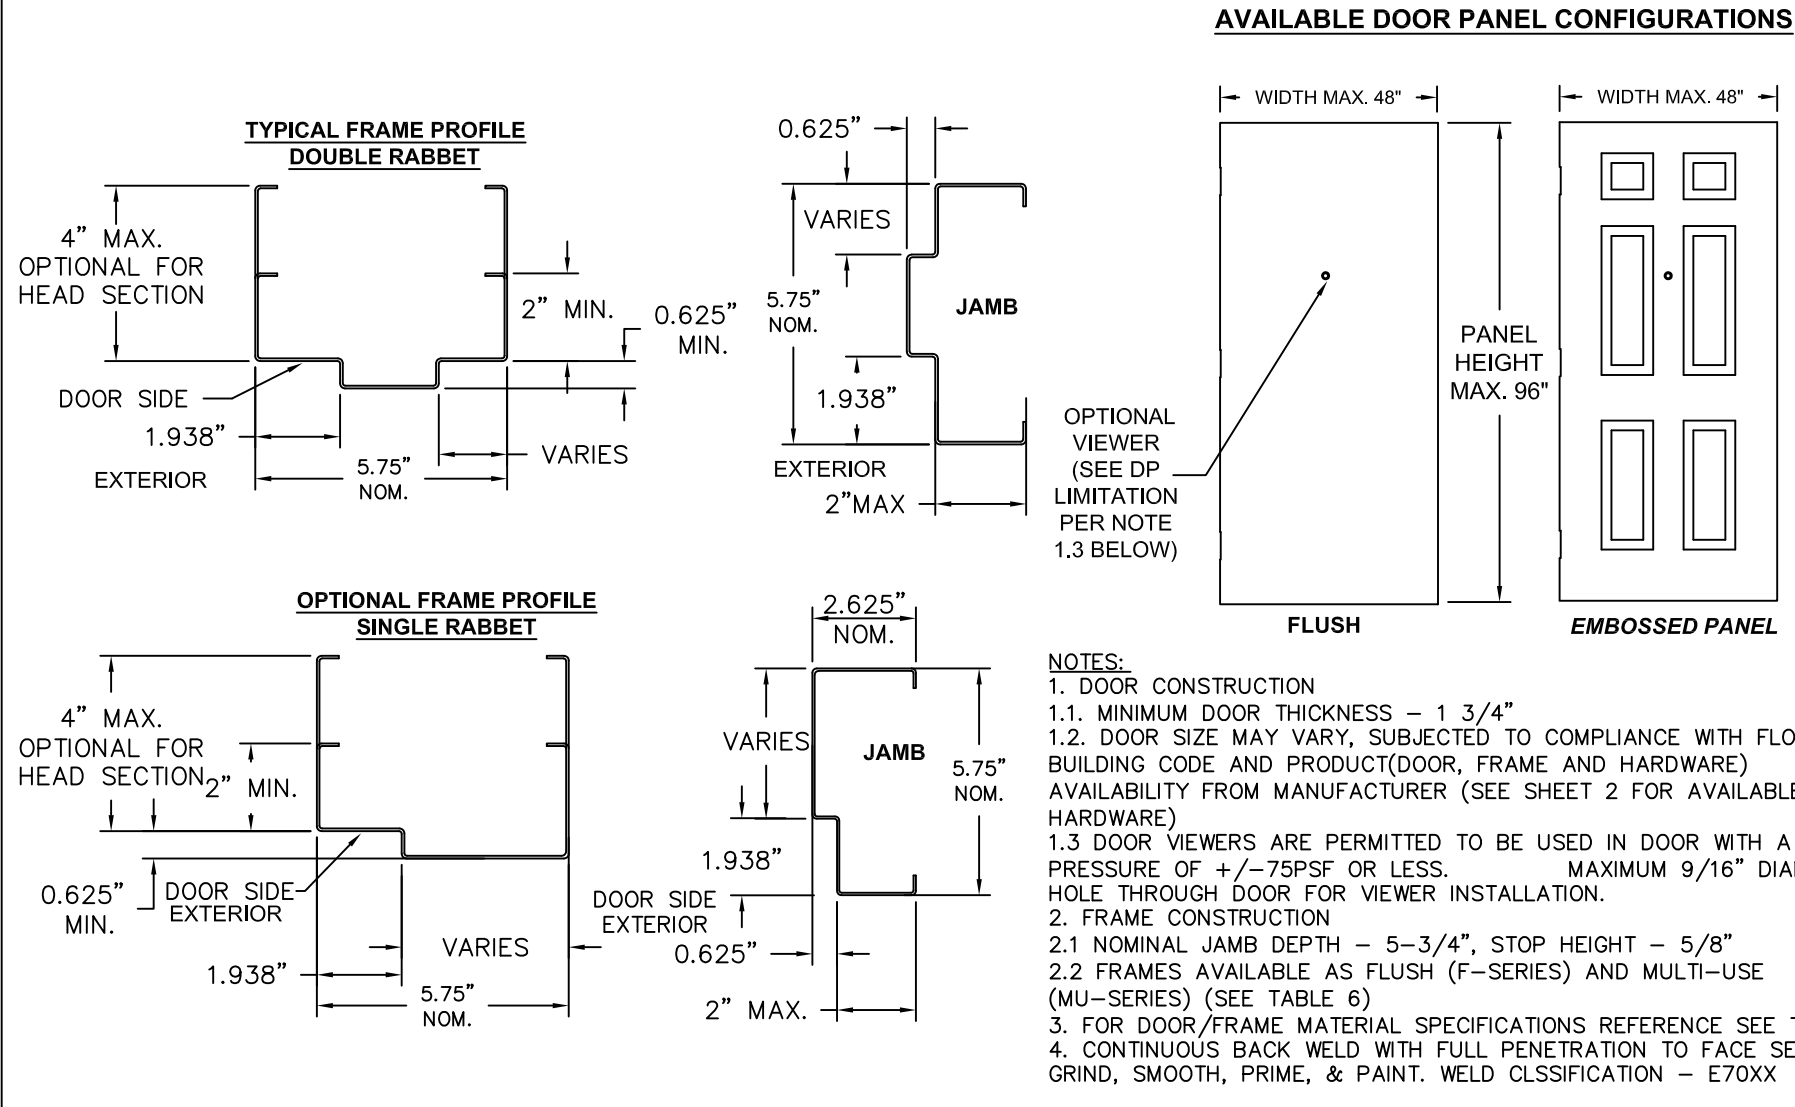 AVAILABLE DOOR PANEL CONFIGURATIONS
TYPICAL FRAME PROFILE
DOUBLE RABBET
4" MAX.
OPTIONAL FOR
HEAD SECTION
2" MIN.
0.625"
MIN.
DOOR SIDE
1.938"
VARIES
EXTERIOR
5.75"
NOM.
0.625"
VARIES
5.75"
NOM.
JAMB
1.938"
EXTERIOR
2"MAX
WIDTH MAX. 48"
WIDTH MAX. 48"
PANEL
HEIGHT
MAX. 96"
OPTIONAL
VIEWER
(SEE DP
LIMITATION
PER NOTE
1.3 BELOW)
FLUSH
EMBOSSED PANEL
OPTIONAL FRAME PROFILE
SINGLE RABBET
4" MAX.
OPTIONAL FOR
HEAD SECTION
2" MIN.
0.625"
MIN.
DOOR SIDE
EXTERIOR
VARIES
1.938"
5.75"
NOM.
2.625"
NOM.
VARIES
JAMB
5.75"
NOM.
1.938"
DOOR SIDE
EXTERIOR
0.625"
2" MAX.
NOTES:
1. DOOR CONSTRUCTION
1.1. MINIMUM DOOR THICKNESS – 1 3/4"
1.2. DOOR SIZE MAY VARY, SUBJECTED TO COMPLIANCE WITH FLO
BUILDING CODE AND PRODUCT(DOOR, FRAME AND HARDWARE)
AVAILABILITY FROM MANUFACTURER (SEE SHEET 2 FOR AVAILABLE
HARDWARE)
1.3 DOOR VIEWERS ARE PERMITTED TO BE USED IN DOOR WITH A
PRESSURE OF +/–75PSF OR LESS. MAXIMUM 9/16" DIA
HOLE THROUGH DOOR FOR VIEWER INSTALLATION.
2. FRAME CONSTRUCTION
2.1 NOMINAL JAMB DEPTH – 5–3/4", STOP HEIGHT – 5/8"
2.2 FRAMES AVAILABLE AS FLUSH (F–SERIES) AND MULTI–USE
(MU–SERIES) (SEE TABLE 6)
3. FOR DOOR/FRAME MATERIAL SPECIFICATIONS REFERENCE SEE
4. CONTINUOUS BACK WELD WITH FULL PENETRATION TO FACE SE
GRIND, SMOOTH, PRIME, & PAINT. WELD CLSSIFICATION – E70XX